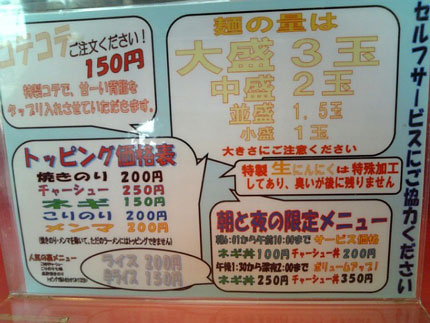 コテコテ
ご注文ください!
150円
特製コテで、甘〜い背脂を
タップリ入れさせていただきます。
麺の量は
大盛 3玉
中盛 2玉
並盛 1.5玉
小盛 1玉
大きさにご注意ください
セルフサービスにご協力ください
トッピング価格表
焼きのり 200円
チャーシュー 250円
ネギ 150円
こりのり 200円
メンマ 200円
特製生にんにくは特殊加工
してあり、臭いが後に残りません
朝と夜の限定メニュー
サービス価格
ネギ丼 100円 チャーシュー丼 200円
ボリュームアップ!
ネギ丼 250円 チャーシュー丼 350円
人気の裏メニュー
ライス 200円
半ライス 150円